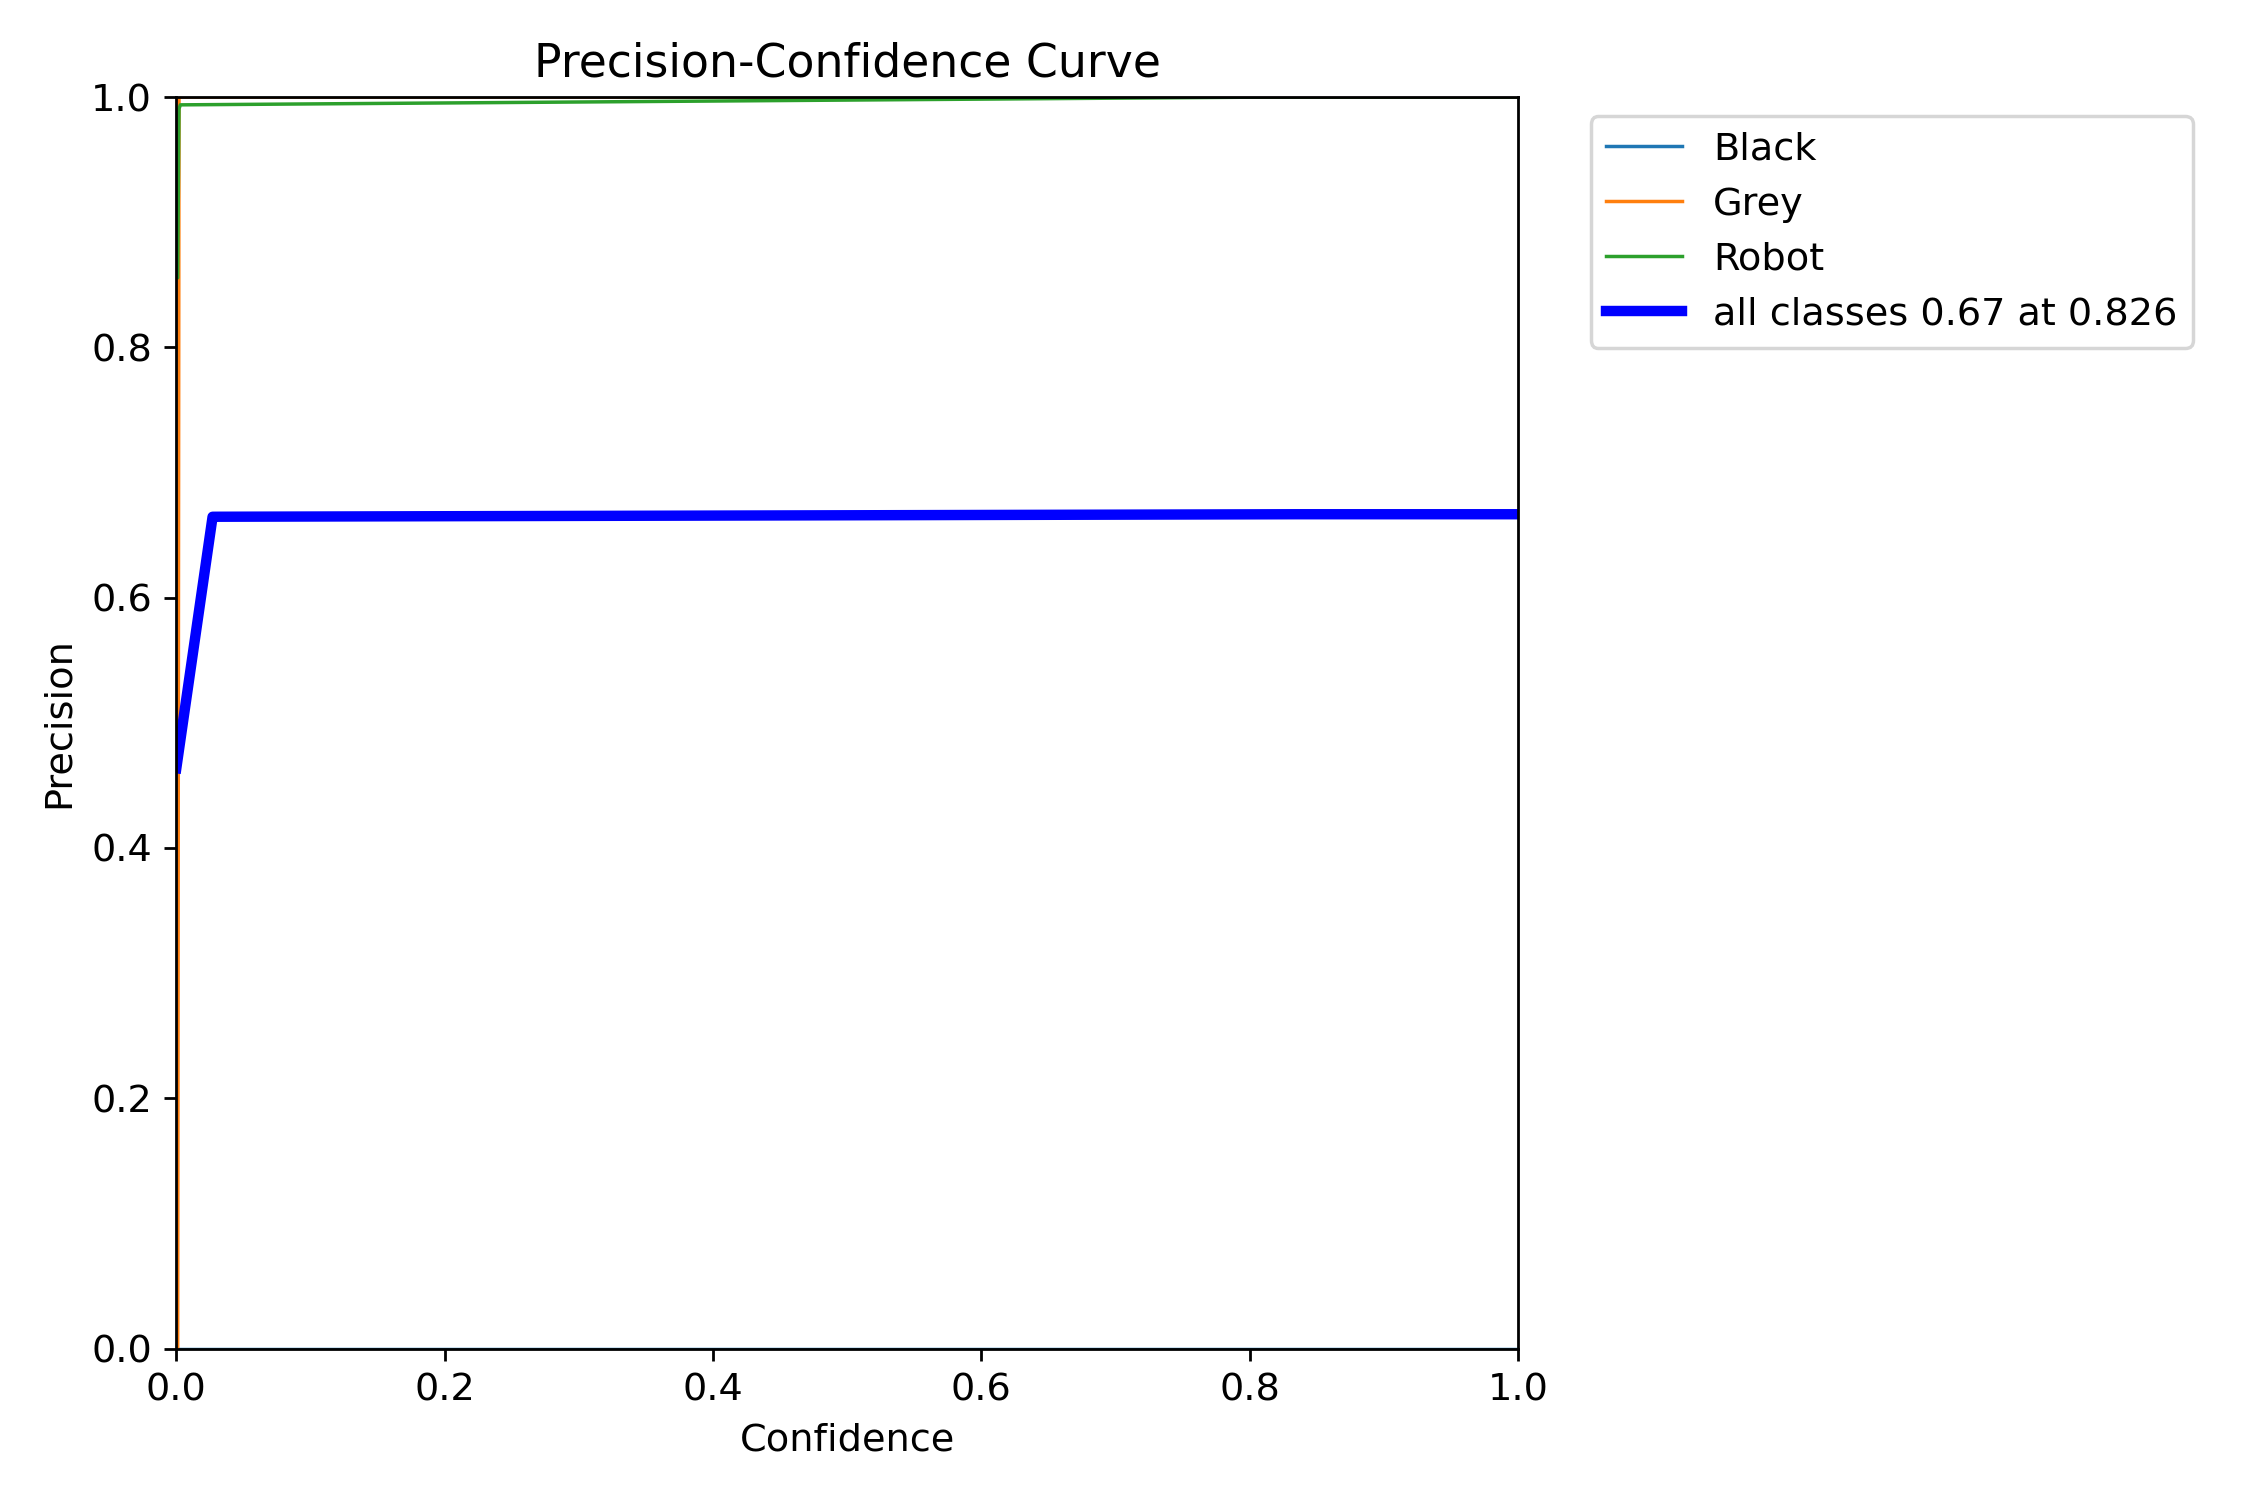 Precision-Confidence Curve
1.0
0.8
0.6
0.4
0.2
0.0
Precision
0.0 0.2 0.4 0.6 0.8 1.0
Confidence
Black
Grey
Robot
all classes 0.67 at 0.826